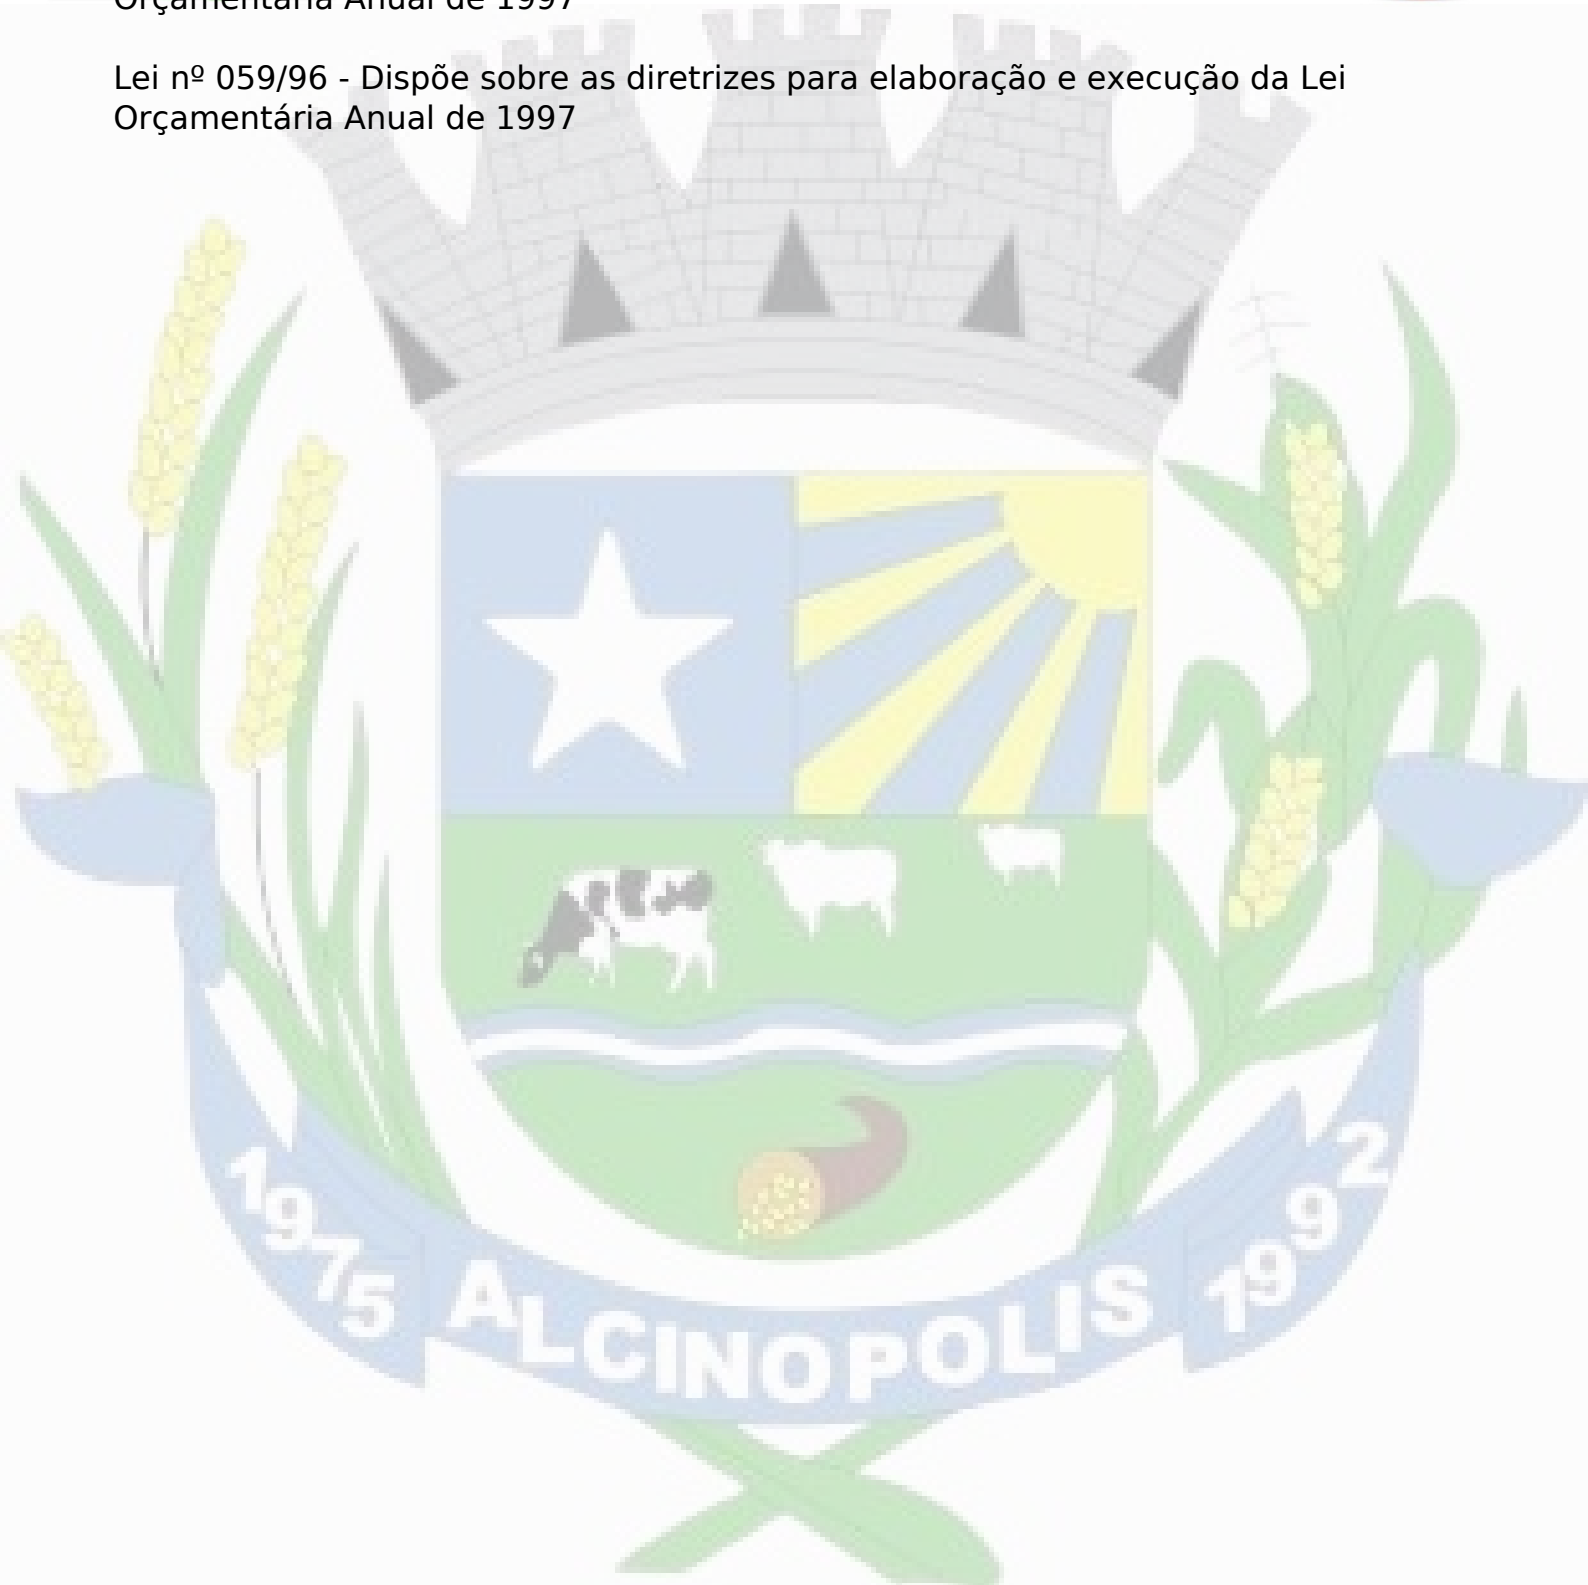 Orçamentária Anual de 1997
Lei nº 059/96 - Dispõe sobre as diretrizes para elaboração e execução da Lei
Orçamentária Anual de 1997
1975 ALCINOPOLIS 1992